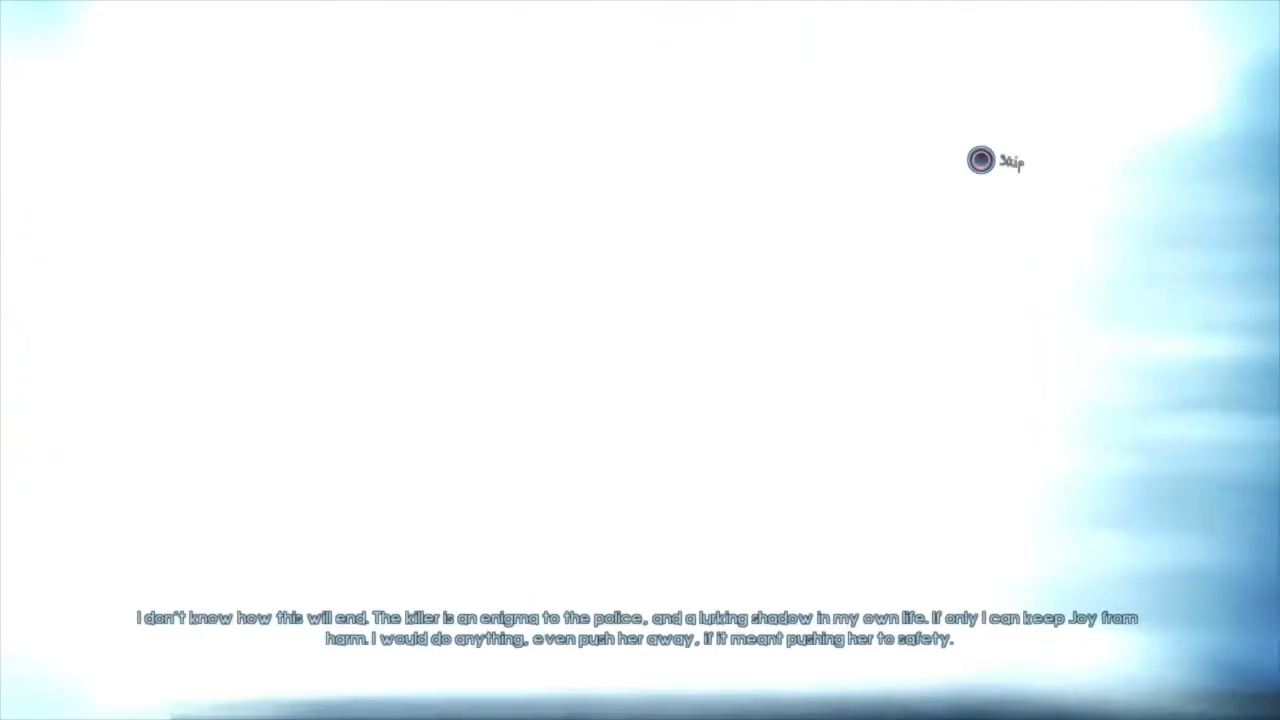 Skip
I don't know how this will end. The killer is an enigma to the police, and a lurking shadow in my own life. If only I can keep Joy from
harm. I would do anything, even push her away, if it meant pushing her to safety.